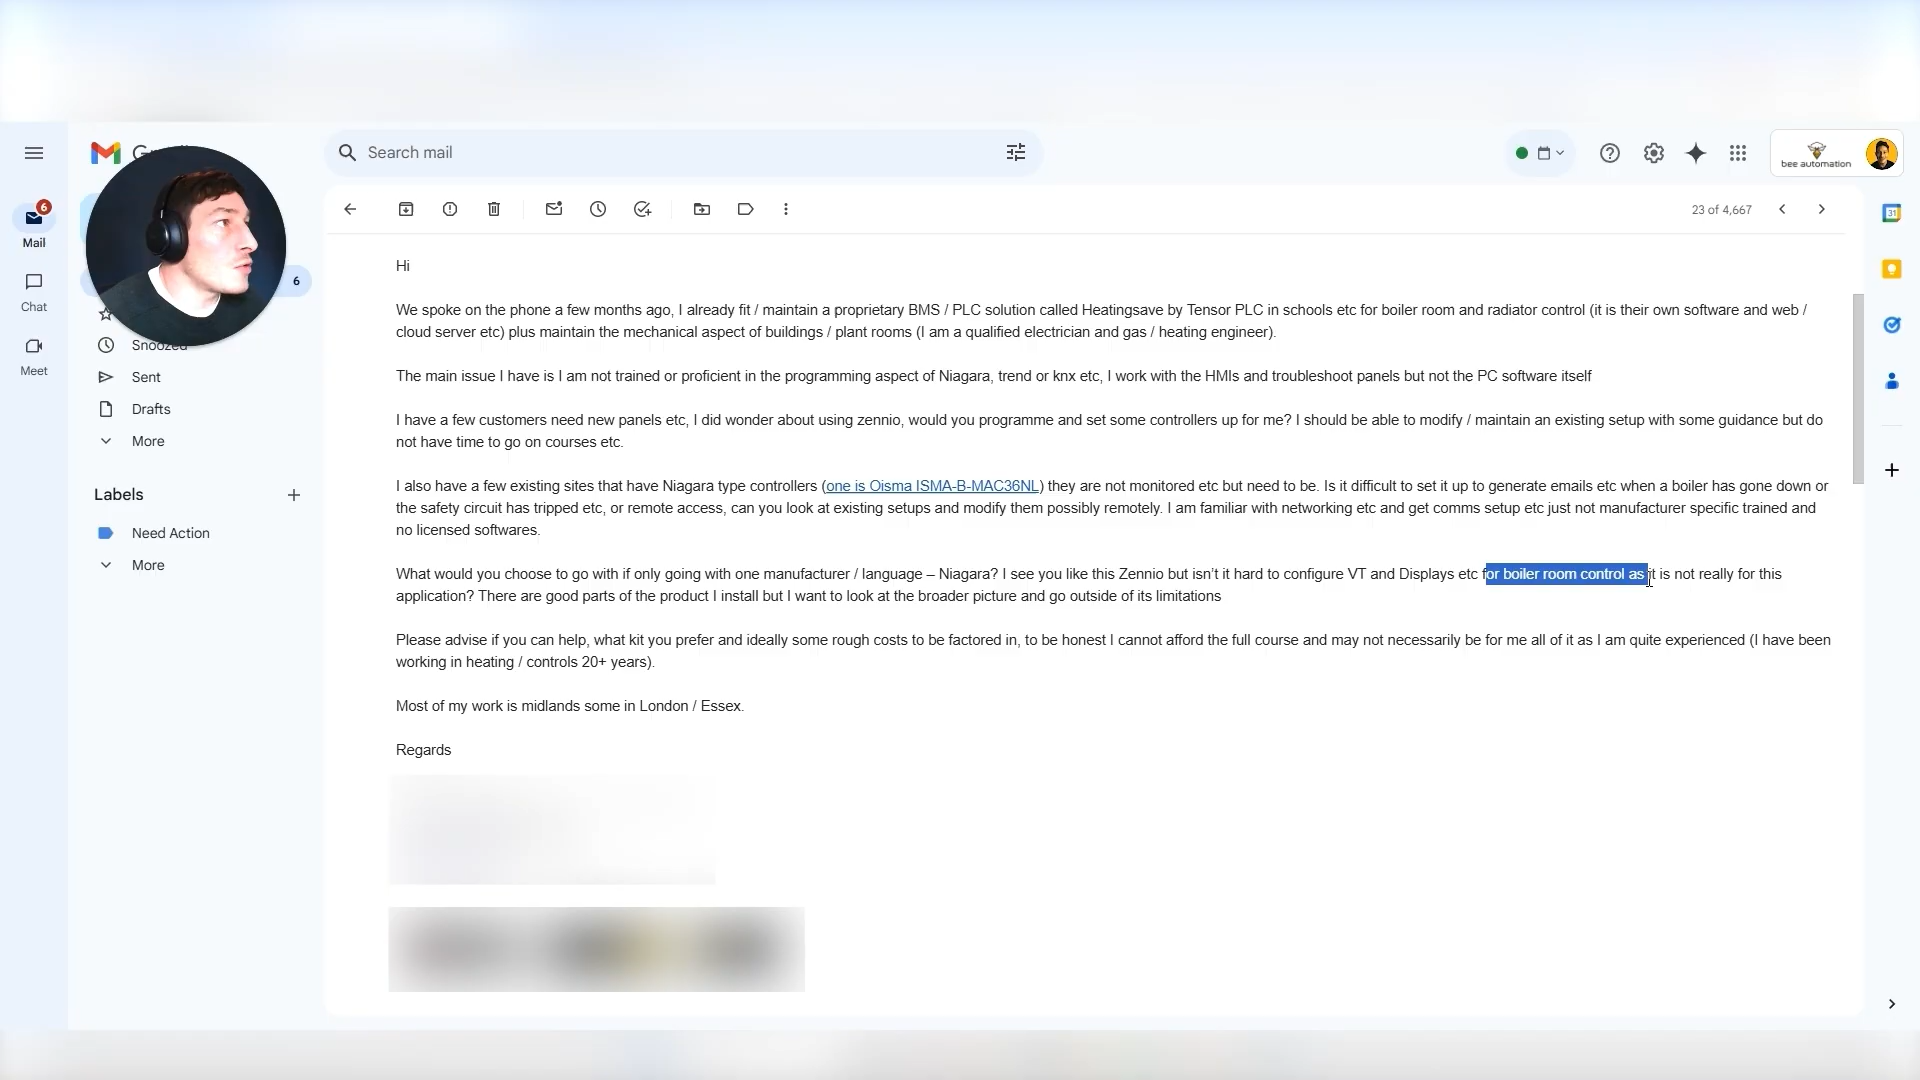 Search mail
bee automation
6
Mail
Chat
Meet
6
Snoozed
Sent
Drafts
More
Labels
Need Action
More
23 of 4,667
31
Hi
We spoke on the phone a few months ago, I already fit / maintain a proprietary BMS / PLC solution called Heatingsave by Tensor PLC in schools etc for boiler room and radiator control (it is their own software and web /
cloud server etc) plus maintain the mechanical aspect of buildings / plant rooms (I am a qualified electrician and gas / heating engineer).
The main issue I have is I am not trained or proficient in the programming aspect of Niagara, trend or knx etc, I work with the HMIs and troubleshoot panels but not the PC software itself
I have a few customers need new panels etc, I did wonder about using zennio, would you programme and set some controllers up for me? I should be able to modify / maintain an existing setup with some guidance but do
not have time to go on courses etc.
I also have a few existing sites that have Niagara type controllers (one is Oisma ISMA-B-MAC36NL) they are not monitored etc but need to be. Is it difficult to set it up to generate emails etc when a boiler has gone down or
the safety circuit has tripped etc, or remote access, can you look at existing setups and modify them possibly remotely. I am familiar with networking etc and get comms setup etc just not manufacturer specific trained and
no licensed softwares.
What would you choose to go with if only going with one manufacturer / language – Niagara? I see you like this Zennio but isn't it hard to configure VT and Displays etc for boiler room control as it is not really for this
application? There are good parts of the product I install but I want to look at the broader picture and go outside of its limitations
Please advise if you can help, what kit you prefer and ideally some rough costs to be factored in, to be honest I cannot afford the full course and may not necessarily be for me all of it as I am quite experienced (I have been
working in heating / controls 20+ years).
Most of my work is midlands some in London / Essex.
Regards